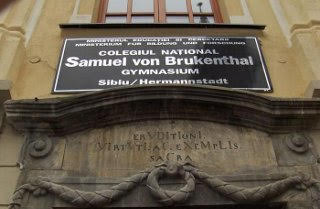 MINISTERUL EDUCAŢIEI ŞI CERCETĂRII
MINISTERIUM FÜR BILDUNG UND FORSCHUNG
COLEGIUL NAŢIONAL
Samuel von Brukenthal
GYMNASIUM
Sibiu/Hermannstadt
ERVDITIONI
VIRTVTI AC EXEMPLIS
SACRA